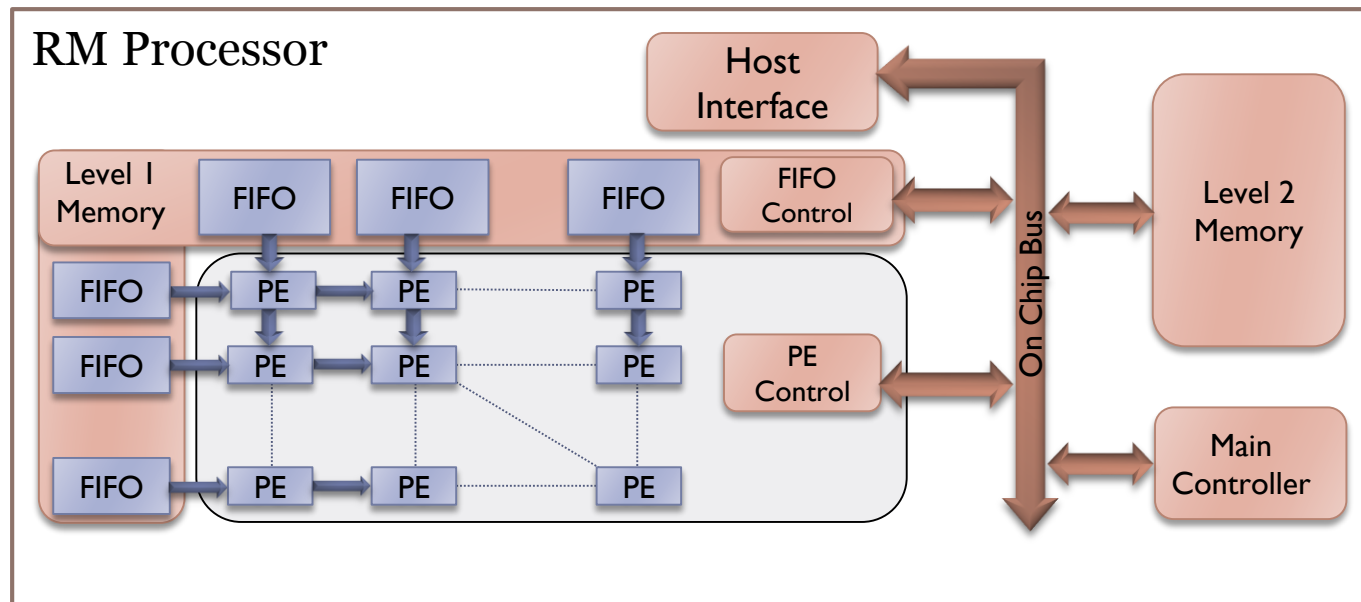 RM Processor
Host
Interface
Level 1
Memory
FIFO
FIFO
FIFO
FIFO
Control
Level 2
Memory
On Chip Bus
FIFO
PE
PE
PE
FIFO
PE
PE
PE
PE
Control
FIFO
PE
PE
PE
Main
Controller